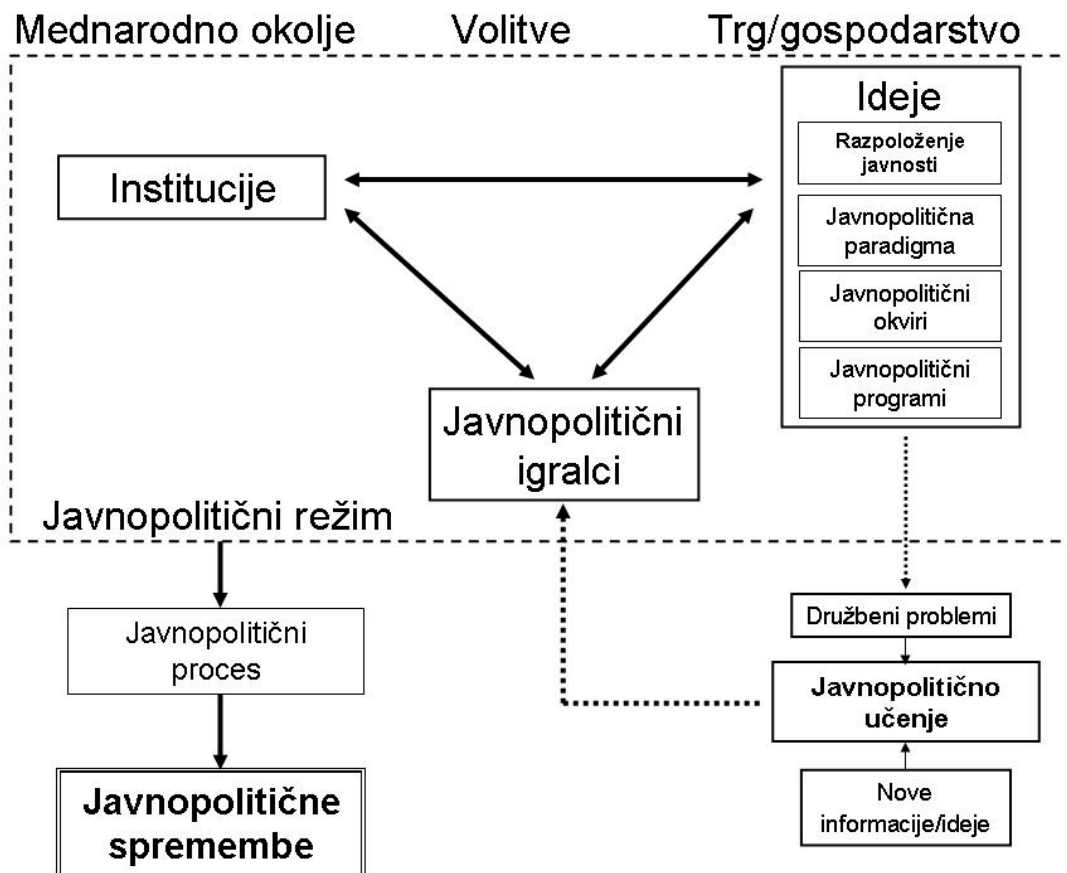 Mednarodno okolje
Volitve
Trg/gospodarstvo
Ideje
Razpoloženje
javnosti
Institucije
Javnopolitična
paradigma
Javnopolitični
okviri
Javnopolitični
programi
Javnopolitični
igralci
Javnopolitični režim
Javnopolitični
proces
Javnopolitične
spremembe
Družbeni problemi
Javnopolitično
učenje
Nove
informacije/ideje